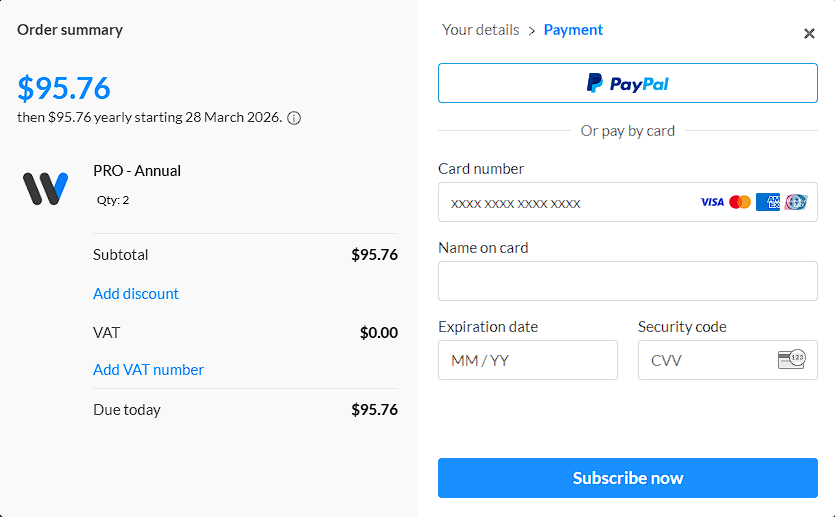 Order summary
$95.76
then $95.76 yearly starting 28 March 2026.
PRO - Annual
Qty: 2
Subtotal $95.76
Add discount
VAT $0.00
Add VAT number
Due today $95.76
Your details > Payment
PayPal
Or pay by card
Card number
xxxx xxxx xxxx xxxx VISA AM EX
Name on card
Expiration date Security code
MM / YY CVV 123
Subscribe now